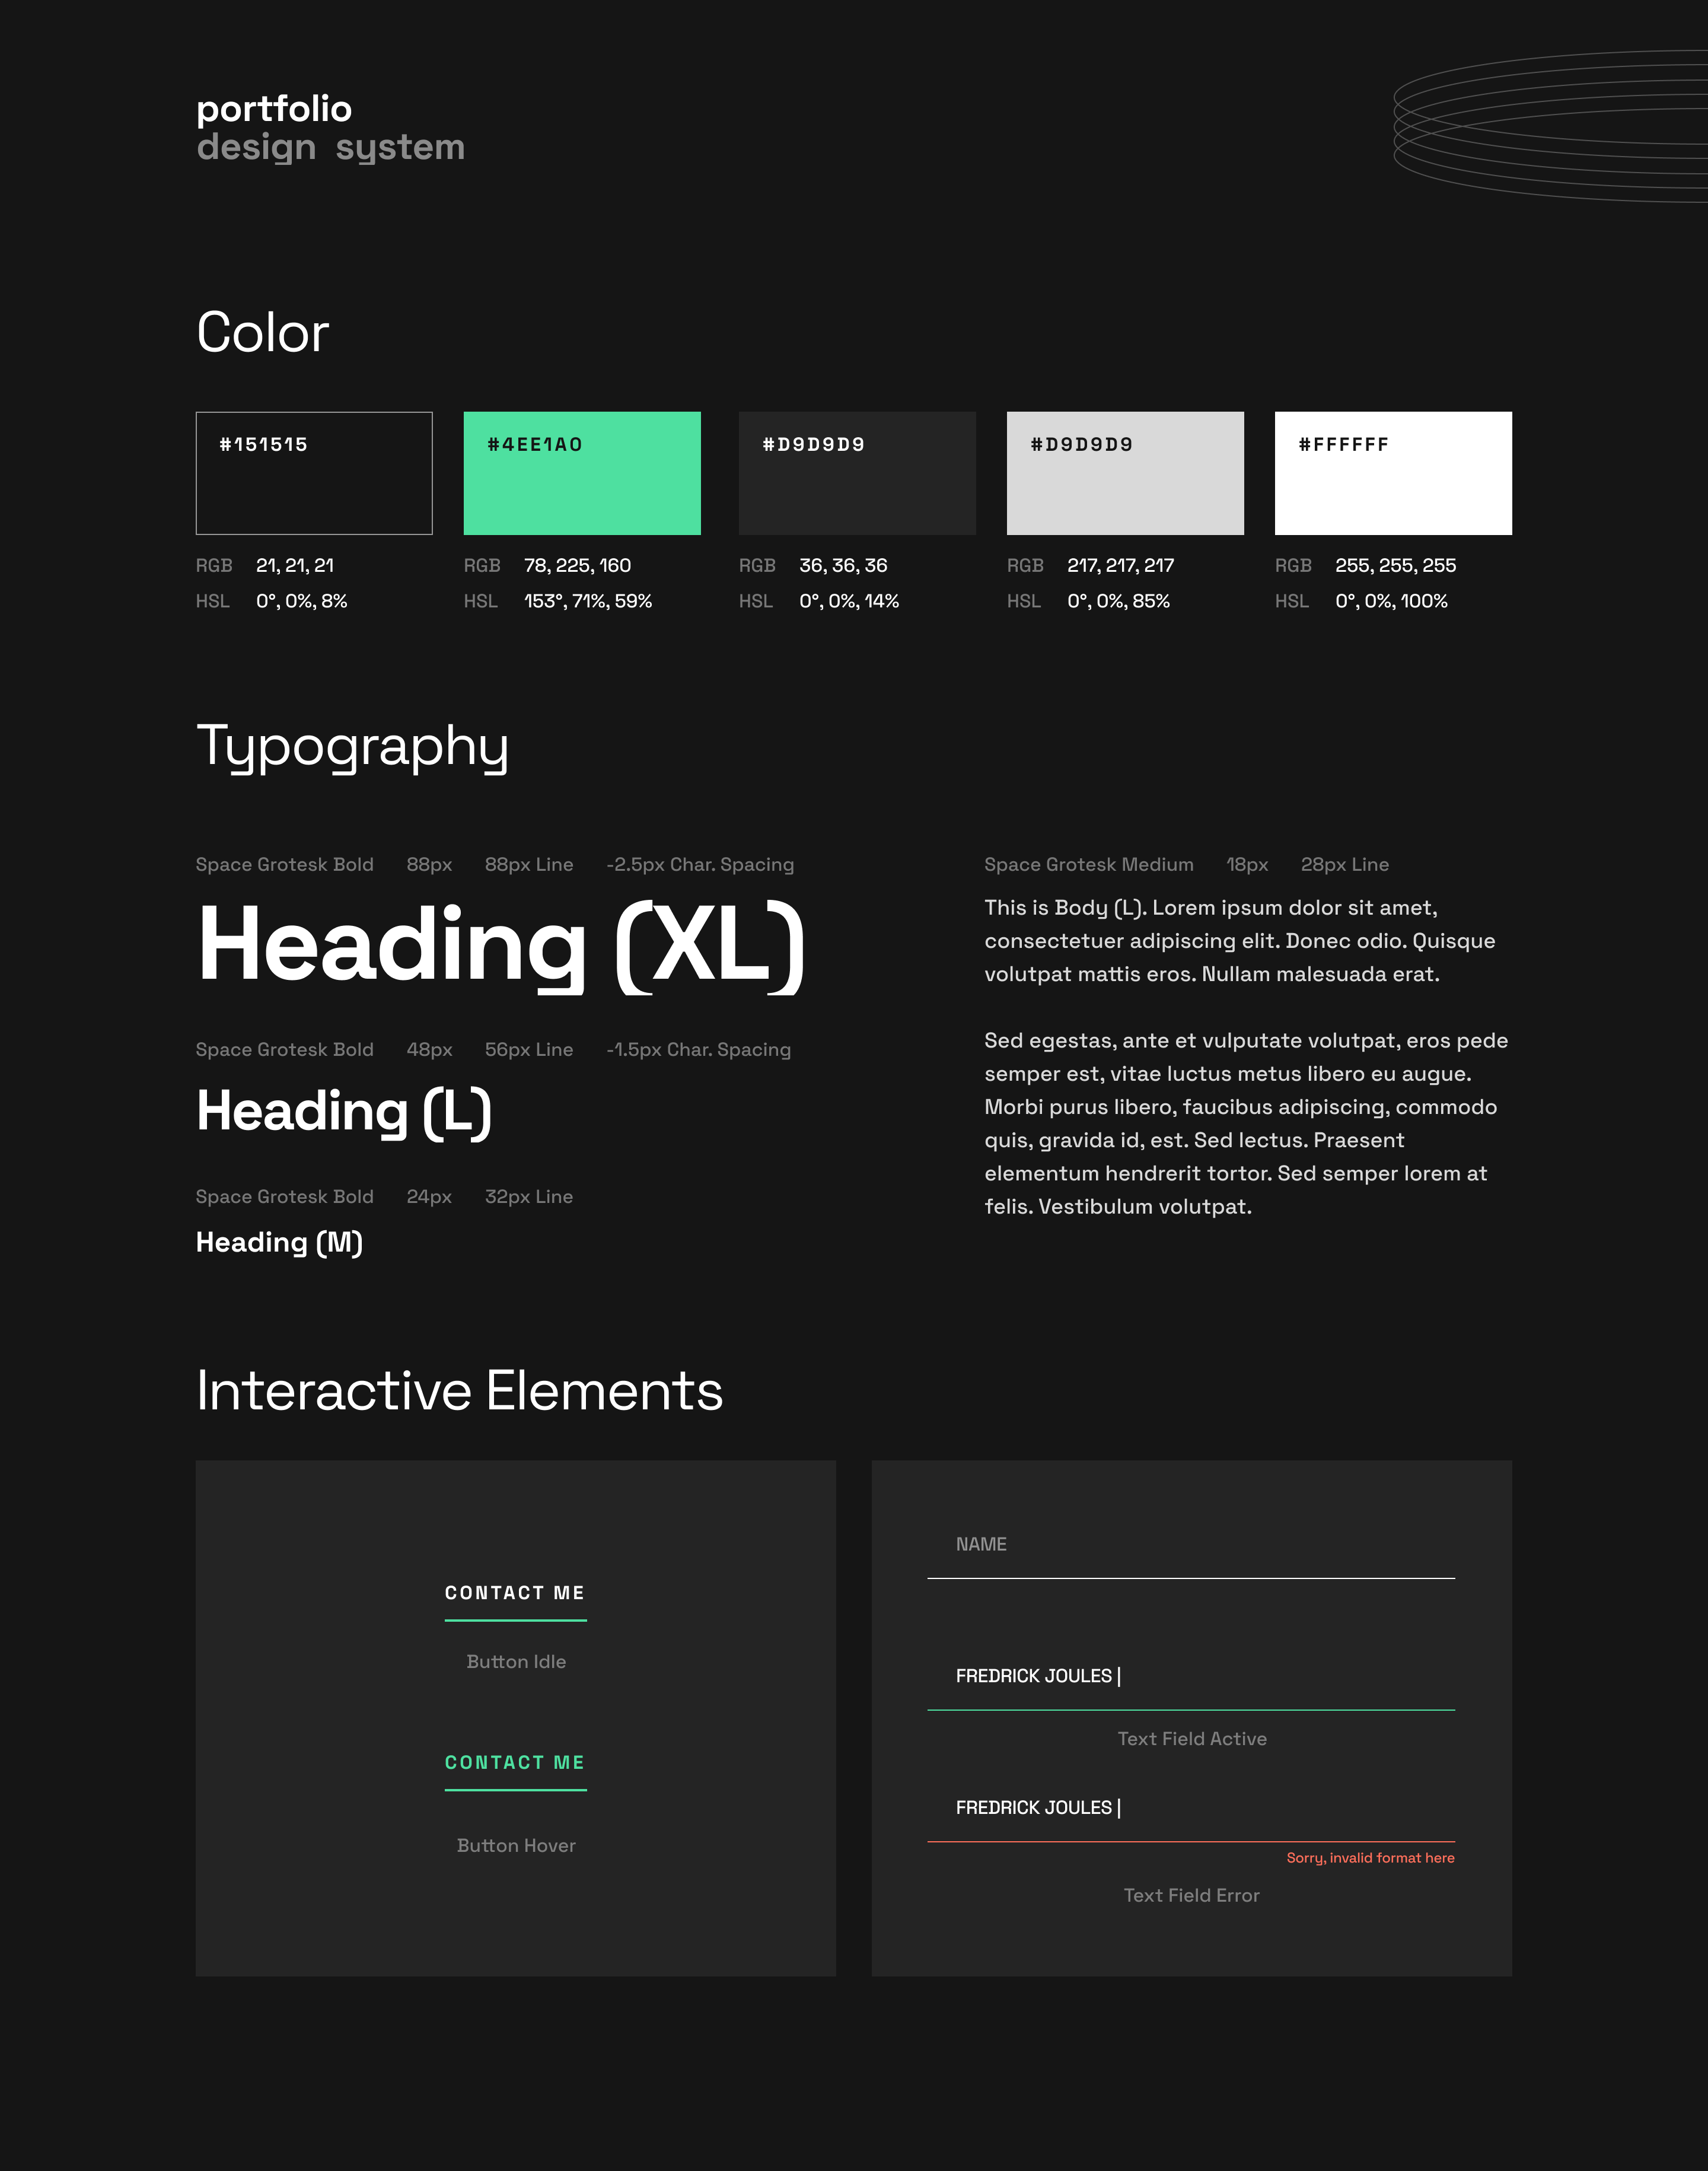 portfolio
design system
Color
#151515
RGB 21, 21, 21
HSL 0°, 0%, 8%
#4EE1A0
RGB 78, 225, 160
HSL 153°, 71%, 59%
#D9D9D9
RGB 36, 36, 36
HSL 0°, 0%, 14%
#D9D9D9
RGB 217, 217, 217
HSL 0°, 0%, 85%
#FFFFFF
RGB 255, 255, 255
HSL 0°, 0%, 100%
Typography
Space Grotesk Bold 88px 88px Line -2.5px Char. Spacing
Heading (XL)
Space Grotesk Bold 48px 56px Line -1.5px Char. Spacing
Heading (L)
Space Grotesk Bold 24px 32px Line
Heading (M)
Space Grotesk Medium 18px 28px Line
This is Body (L). Lorem ipsum dolor sit amet,
consectetuer adipiscing elit. Donec odio. Quisque
volutpat mattis eros. Nullam malesuada erat.
Sed egestas, ante et vulputate volutpat, eros pede
semper est, vitae luctus metus libero eu augue.
Morbi purus libero, faucibus adipiscing, commodo
quis, gravida id, est. Sed lectus. Praesent
elementum hendrerit tortor. Sed semper lorem at
felis. Vestibulum volutpat.
Interactive Elements
CONTACT ME
Button Idle
CONTACT ME
Button Hover
NAME
FREDRICK JOULES |
Text Field Active
FREDRICK JOULES |
Sorry, invalid format here
Text Field Error